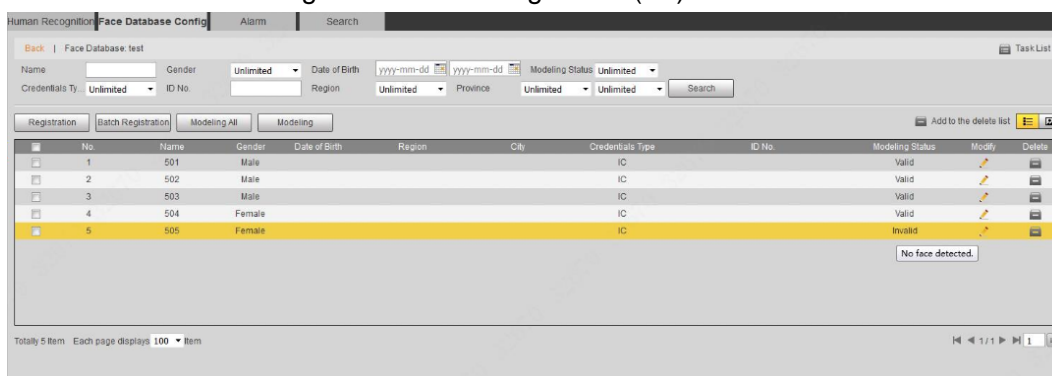 Human Recognition Face Database Config Alarm Search
Back | Face Database: test Task List
Name Gender Unlimited Date of Birth yyyy-mm-dd yyyy-mm-dd Modeling Status Unlimited
Credentials Ty... Unlimited ID No. Region Unlimited Province Unlimited Unlimited Search
Registration Batch Registration Modeling All Modeling Add to the delete list
No. Name Gender Date of Birth Region City Credentials Type ID No. Modeling Status Modify Delete
1 501 Male IC Valid
2 502 Male IC Valid
3 503 Male IC Valid
4 504 Female IC Valid
5 505 Female IC Invalid
No face detected.
Totally 5 Item Each page displays 100 Item 1/1 1